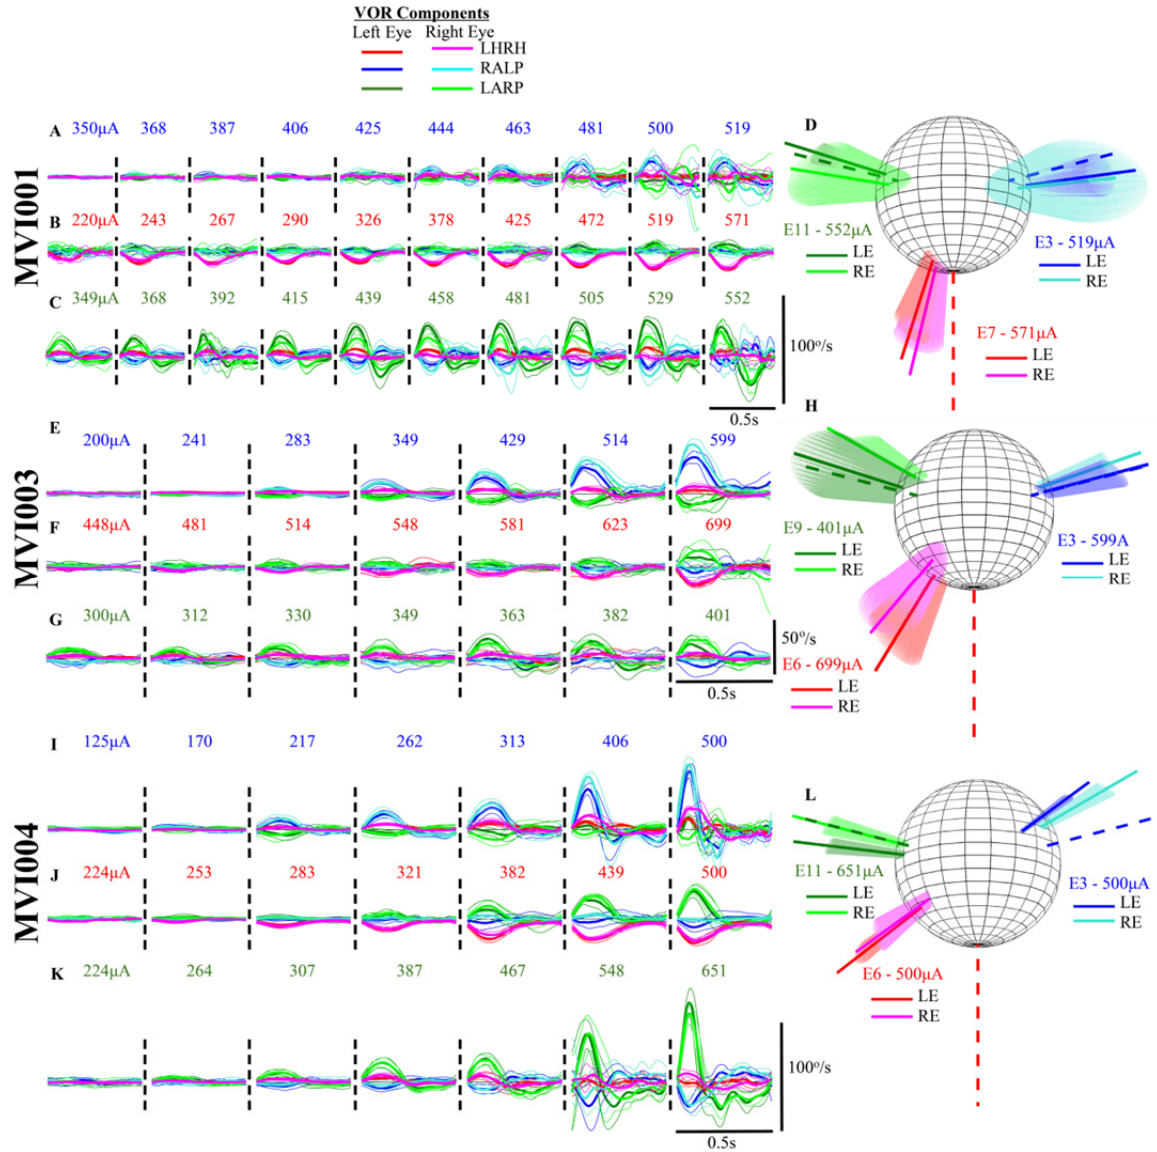 VOR Components
Left Eye Right Eye
LHRH
RALP
LARP
MVI001
A 350μA 368 387 406 425 444 463 481 500 519
B 220μA 243 267 290 326 378 425 472 519 571
C 349μA 368 392 415 439 458 481 505 529 552
100°/s
0.5s
D
E11 - 552μA
LE
RE
E3 - 519μA
LE
RE
E7 - 571μA
LE
RE
MVI003
E 200μA 241 283 349 429 514 599
F 448μA 481 514 548 581 623 699
G 300μA 312 330 349 363 382 401
50°/s
0.5s
H
E9 - 401μA
LE
RE
E3 - 599A
LE
RE
E6 - 699μA
LE
RE
MVI004
I 125μA 170 217 262 313 406 500
J 224μA 253 283 321 382 439 500
K 224μA 264 307 387 467 548 651
100°/s
0.5s
L
E11 - 651μA
LE
RE
E3 - 500μA
LE
RE
E6 - 500μA
LE
RE